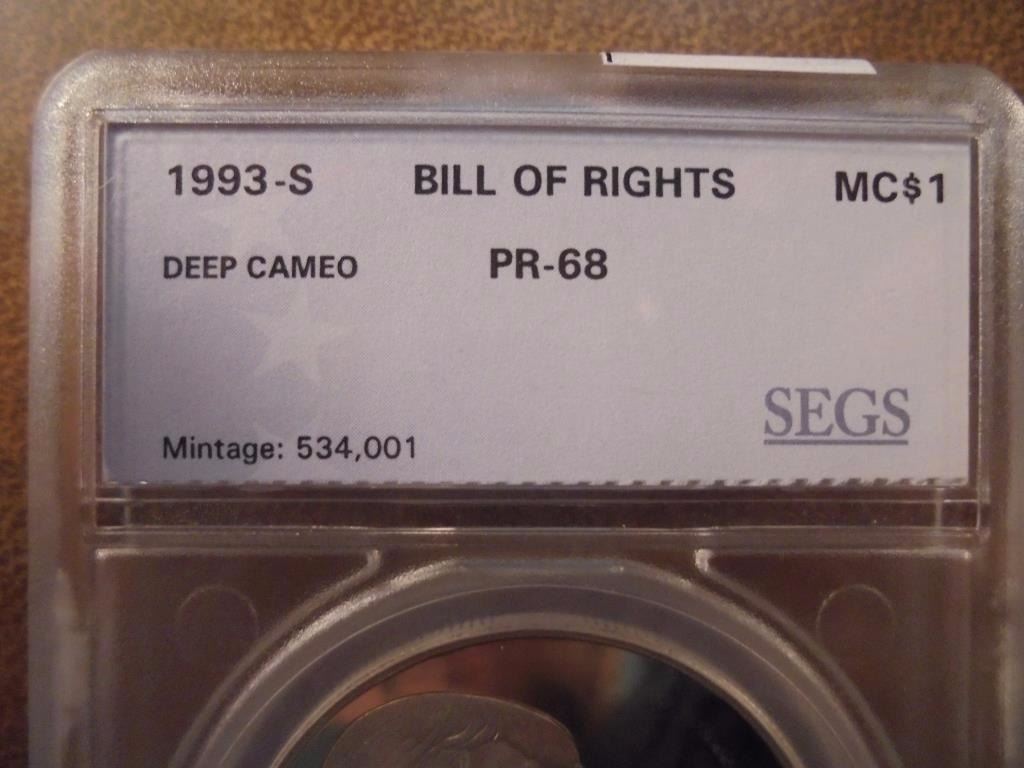 1993-S BILL OF RIGHTS MC$1
DEEP CAMEO PR-68
SEGS
Mintage: 534,001